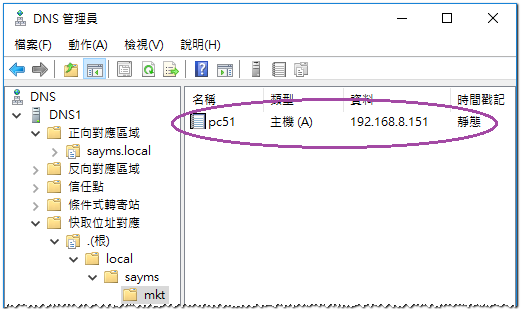 DNS 管理員
檔案(F) 動作(A) 檢視(V) 說明(H)
DNS
DNS1
正向對應區域
sayms.local
反向對應區域
信任點
條件式轉寄站
快取位址對應
.(根)
local
sayms
mkt
名稱 類型 資料 時間戳記
pc51 主機 (A) 192.168.8.151 靜態